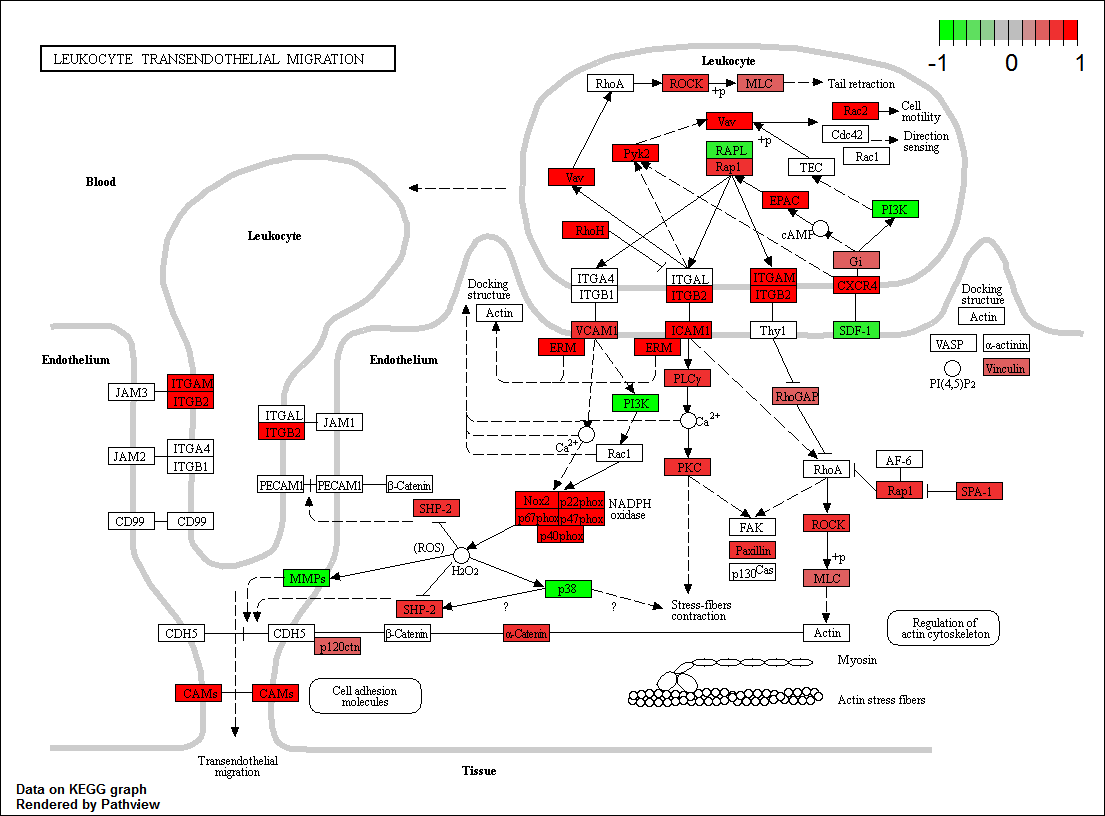 LEUKOCYTE TRANSENDOTHELIAL MIGRATION
-1 0 1
Leukocyte
RhoA ROCK +p MLC Tail retraction
Vav +p Rac2 Cell motility
Cdc42 Direction sensing
Rac1
Pyk2 RAPL
Rap1 TEC
Vav EPAC PI3K
RhoH cAMP
Gi
Blood
Leukocyte
ITGA4
ITGB1
ITGAL
ITGB2
ITGAM
ITGB2
CXCR4
Docking
structure
Actin
VCAM1 ICAM1 Thy1 SDF-1
ERM ERM
Docking
structure
Actin
VASP α-actinin
PI(4,5)P2 Vinculin
Endothelium
Endothelium
JAM3 ITGAM
ITGB2
ITGAL
ITGB2 JAM1
JAM2 ITGA4
ITGB1
PECAM1 PECAM1 β-Catenin
CD99 CD99
PLCγ
PI3K RhoGAP
Ca2+ Ca2+
Rac1 PKC RhoA AF-6
Rap1 SPA-1
SHP-2
Nox2 p22phox
p67phox p47phox
p40phox
NADPH
oxidase
FAK
Paxillin
p130Cas
ROCK
+p
MLC
(ROS)
H2O2
MMPs p38
SHP-2 ? ? Stress-fibers
contraction
CDH5 CDH5 β-Catenin α-Catenin Actin
p120ctn
Regulation of
actin cytoskeleton
CAMs CAMs Cell adhesion
molecules
Myosin
Actin stress fibers
Transendothelial
migration
Tissue
Data on KEGG graph
Rendered by Pathview